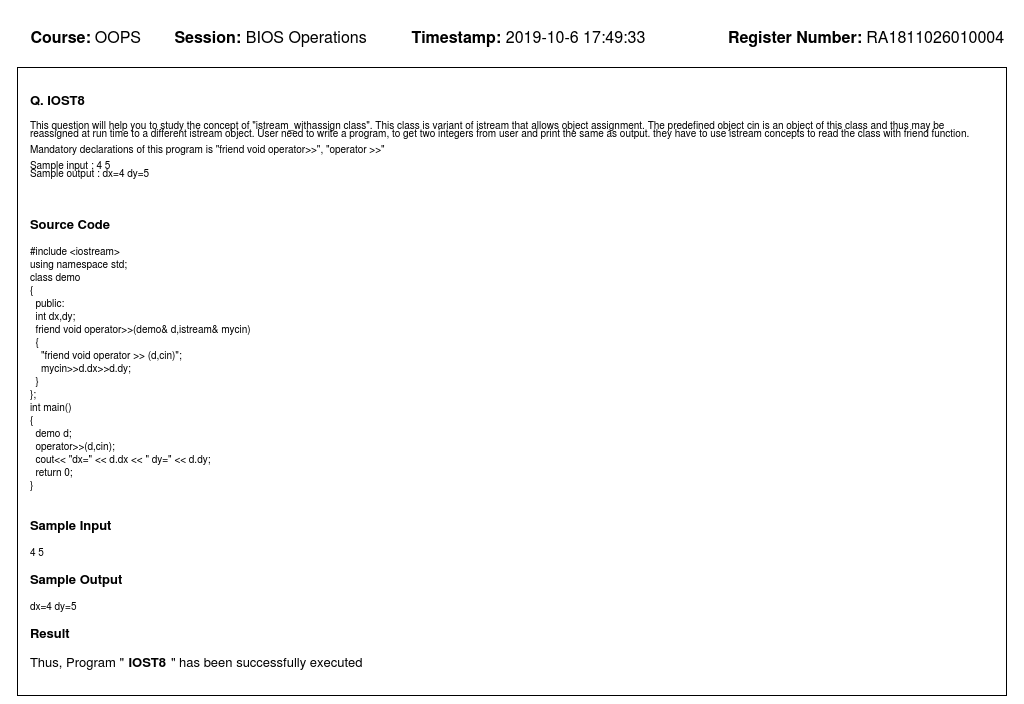 Course: OOPS Session: BIOS Operations Timestamp: 2019-10-6 17:49:33 Register Number: RA1811026010004
Q. IOST8
This question will help you to study the concept of "istream_withassign class". This class is variant of istream that allows object assignment. The predefined object cin is an object of this class and thus may be
reassigned at run time to a different istream object. User need to write a program, to get two integers from user and print the same as output. they have to use istream concepts to read the class with friend function.
Mandatory declarations of this program is "friend void operator>>", "operator >>"
Sample input : 4 5
Sample output : dx=4 dy=5
Source Code
#include <iostream>
using namespace std;
class demo
{
  public:
  int dx,dy;
  friend void operator>>(demo& d,istream& mycin)
  {
    "friend void operator >> (d,cin)";
    mycin>>d.dx>>d.dy;
  }
};
int main()
{
  demo d;
  operator>>(d,cin);
  cout<< "dx=" << d.dx << " dy=" << d.dy;
  return 0;
}
Sample Input
4 5
Sample Output
dx=4 dy=5
Result
Thus, Program " IOST8 " has been successfully executed